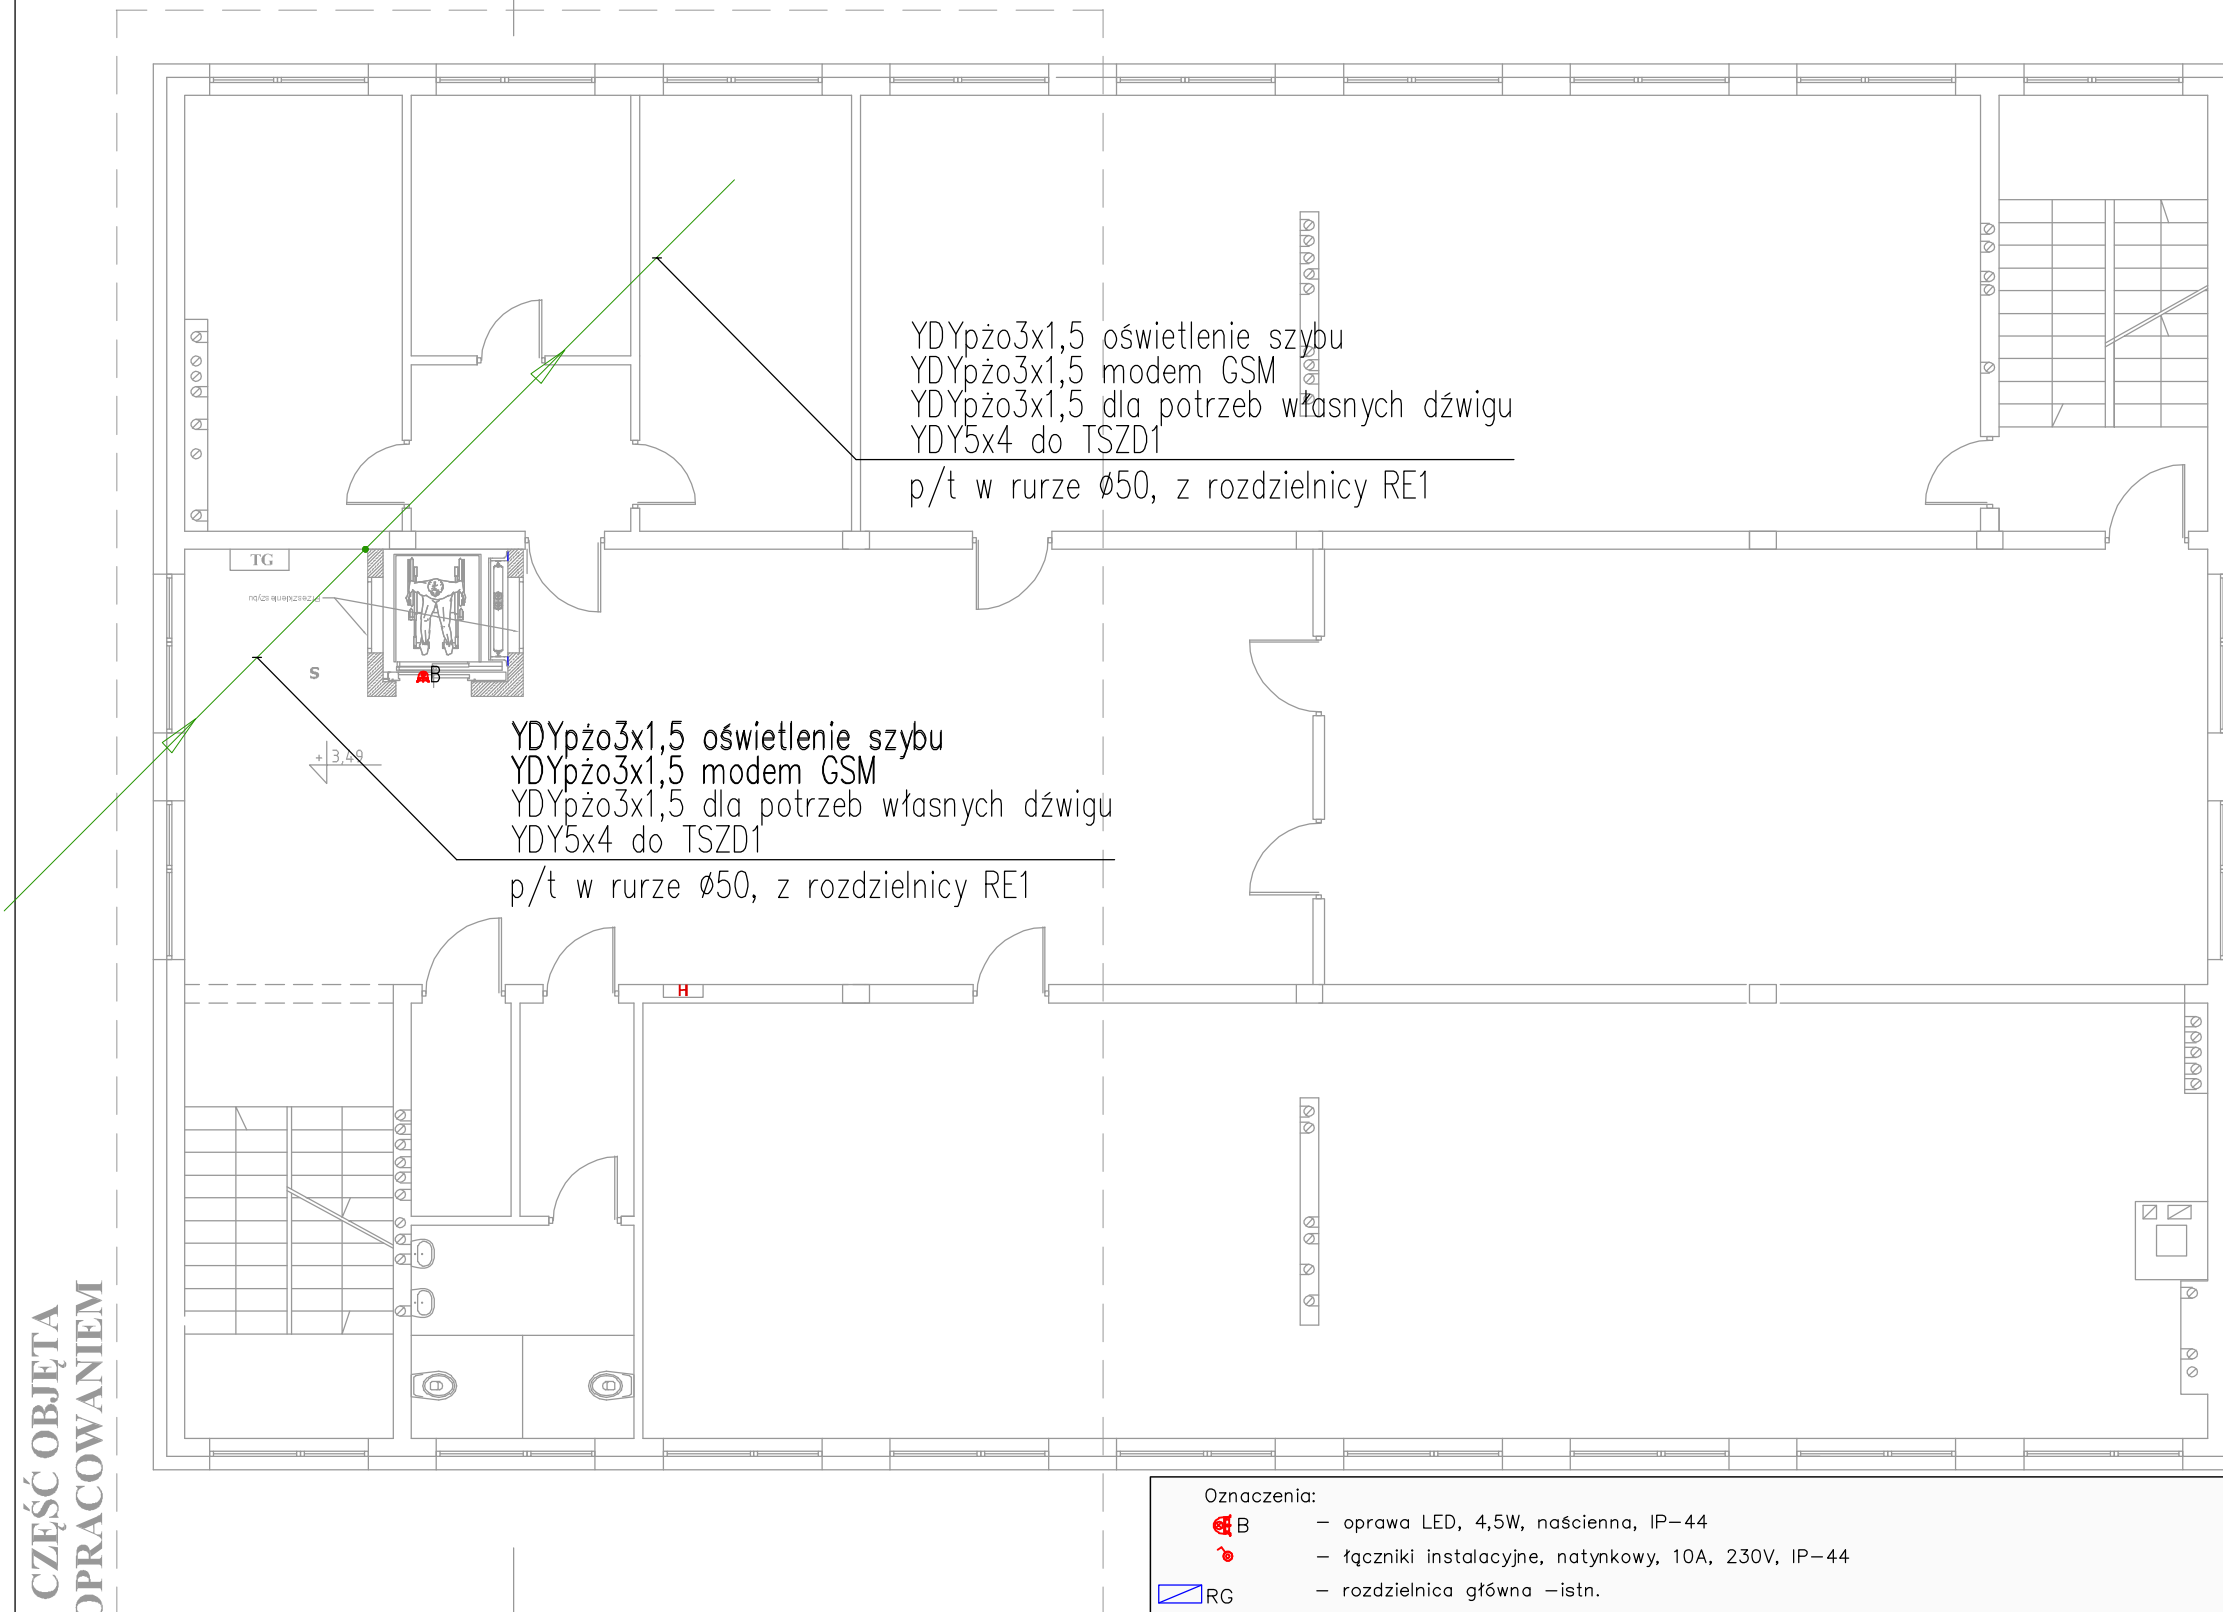 YDYpżo3x1,5 oświetlenie szybu
YDYpżo3x1,5 modem GSM
YDYpżo3x1,5 dla potrzeb własnych dźwigu
YDY5x4 do TSZD1
p/t w rurze ø50, z rozdzielnicy RE1
TG
Przeszklenie szybu
S
B
YDYpżo3x1,5 oświetlenie szybu
YDYpżo3x1,5 modem GSM
YDYpżo3x1,5 dla potrzeb własnych dźwigu
YDY5x4 do TSZD1
p/t w rurze ø50, z rozdzielnicy RE1
+ 3,49
H
CZĘŚĆ OBJĘTA
OPRACOWANIEM
Oznaczenia:
B – oprawa LED, 4,5W, naścienna, IP–44
– łączniki instalacyjne, natynkowy, 10A, 230V, IP–44
RG – rozdzielnica główna –istn.